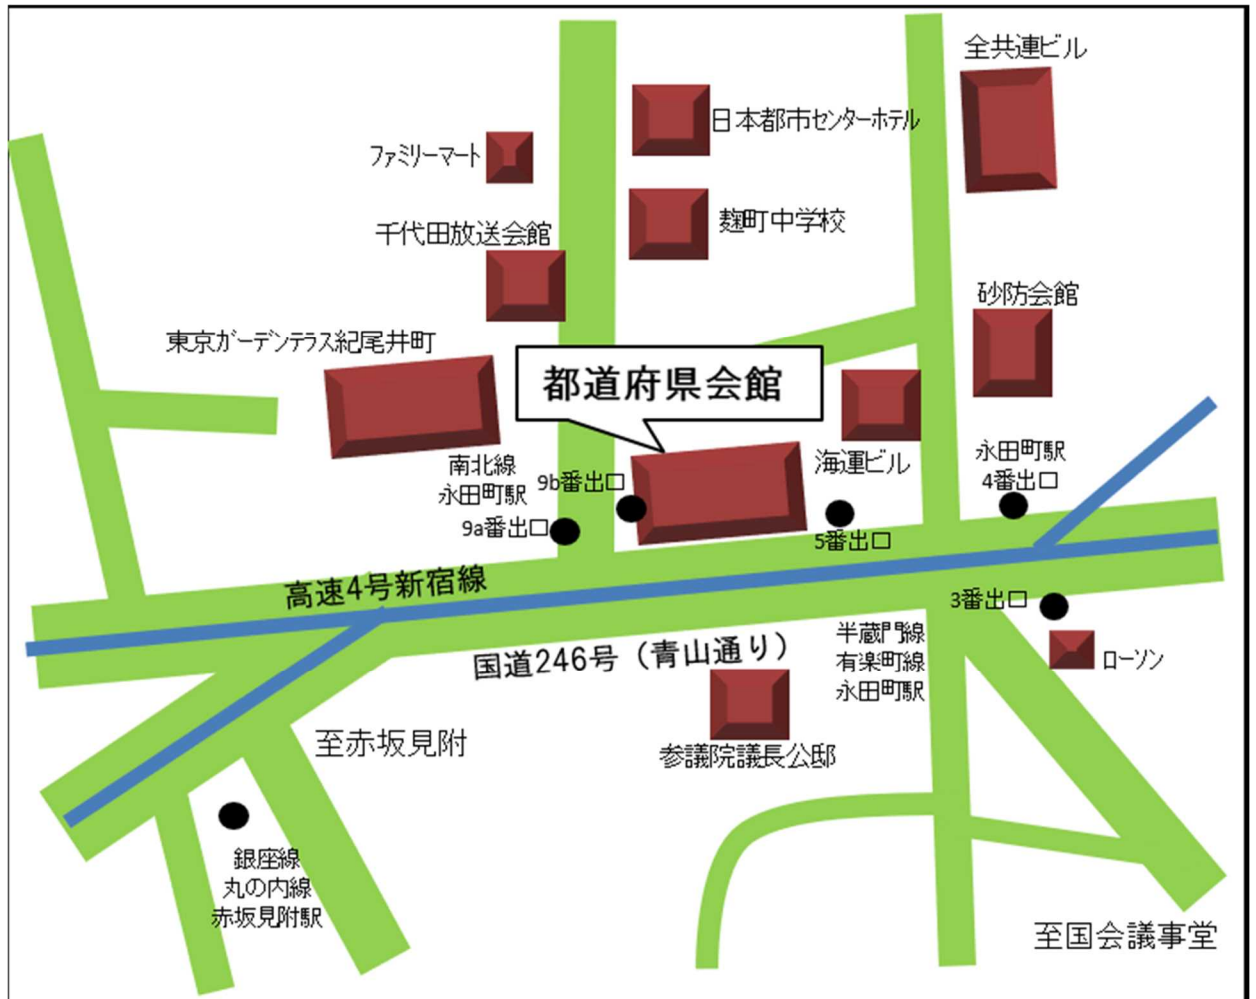 全共連ビル
日本都市センターホテル
ファミリーマート
麹町中学校
千代田放送会館
砂防会館
東京ガーデンテラス紀尾井町
都道府県会館
南北線
永田町駅
9a番出口
9b番出口
海運ビル
5番出口
永田町駅
4番出口
高速4号新宿線
3番出口
国道246号（青山通り）
半蔵門線
有楽町線
永田町駅
ローソン
至赤坂見附
参議院議長公邸
銀座線
丸の内線
赤坂見附駅
至国会議事堂